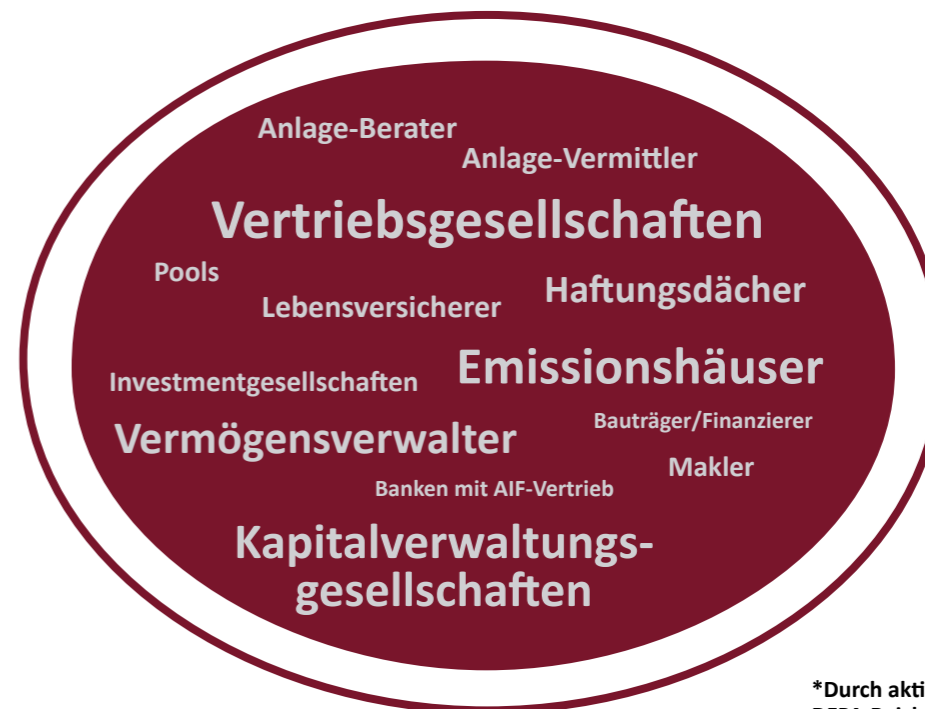 Anlage-Berater
Anlage-Vermittler
Vertriebsgesellschaften
Pools
Haftungsdächer
Lebensversicherer
Emissionshäuser
Investmentgesellschaften
Bauträger/Finanzierer
Vermögensverwalter
Makler
Banken mit AIF-Vertrieb
Kapitalverwaltungs-
gesellschaften
*Durch